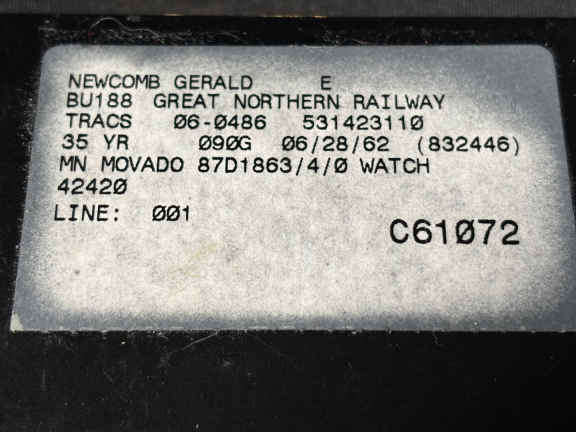 NEWCOMB GERALD E
BU188 GREAT NORTHERN RAILWAY
TRACS 06-0486 531423110
35 YR 090G 06/28/62 (832446)
MN MOVADO 87D1863/4/0 WATCH
42420
LINE: 001
C61072